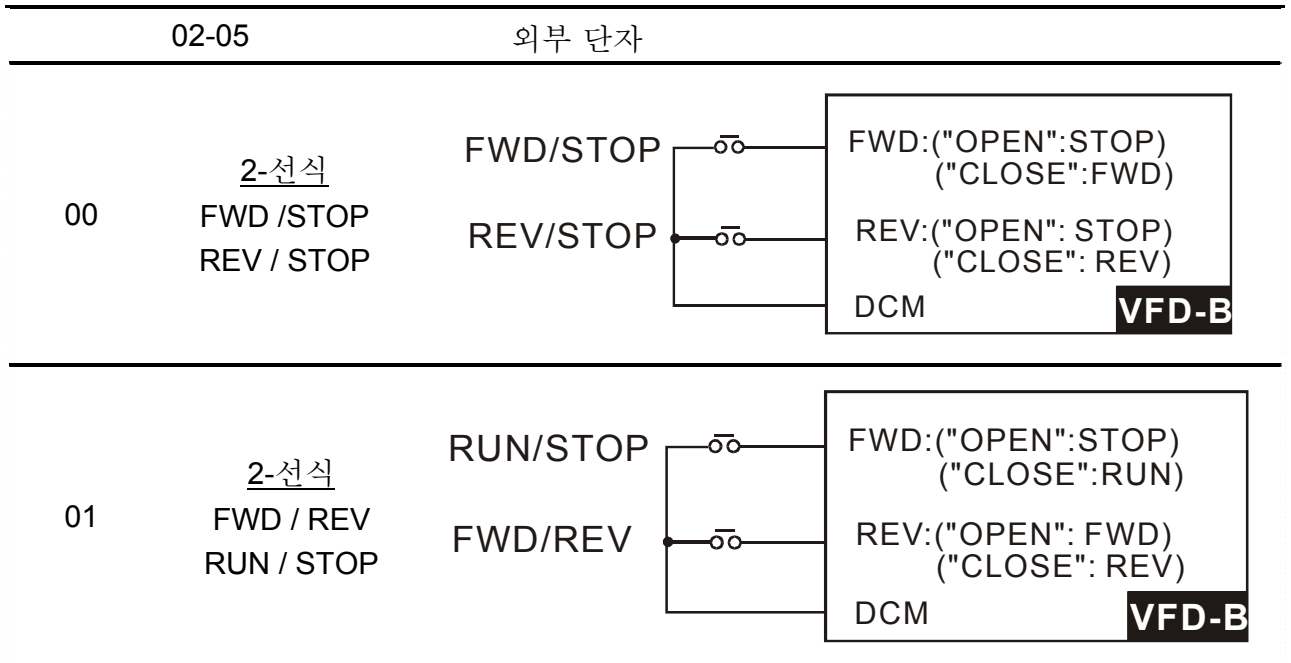 02-05 외부 단자
00
2-선식
FWD /STOP
REV / STOP
FWD/STOP
REV/STOP
FWD:("OPEN":STOP)
("CLOSE":FWD)
REV:("OPEN": STOP)
("CLOSE": REV)
DCM
VFD-B
01
2-선식
FWD / REV
RUN / STOP
RUN/STOP
FWD/REV
FWD:("OPEN":STOP)
("CLOSE":RUN)
REV:("OPEN": FWD)
("CLOSE": REV)
DCM
VFD-B